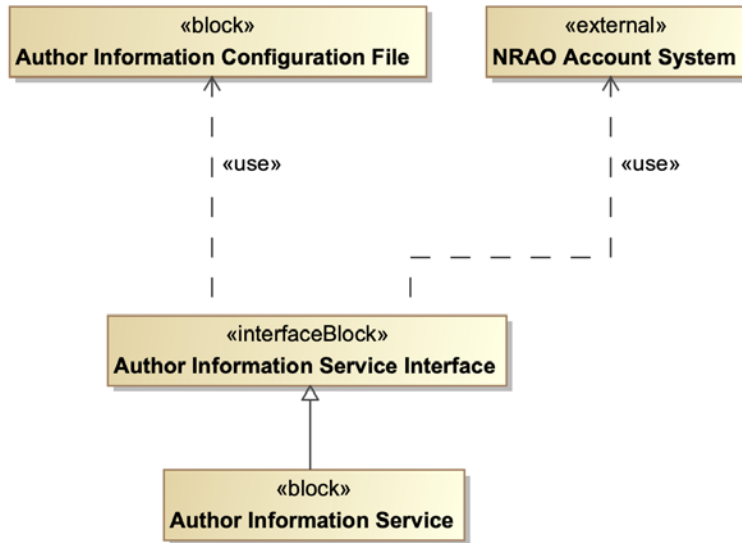 «block»
Author Information Configuration File
«external»
NRAO Account System
«use»
«use»
«interfaceBlock»
Author Information Service Interface
«block»
Author Information Service